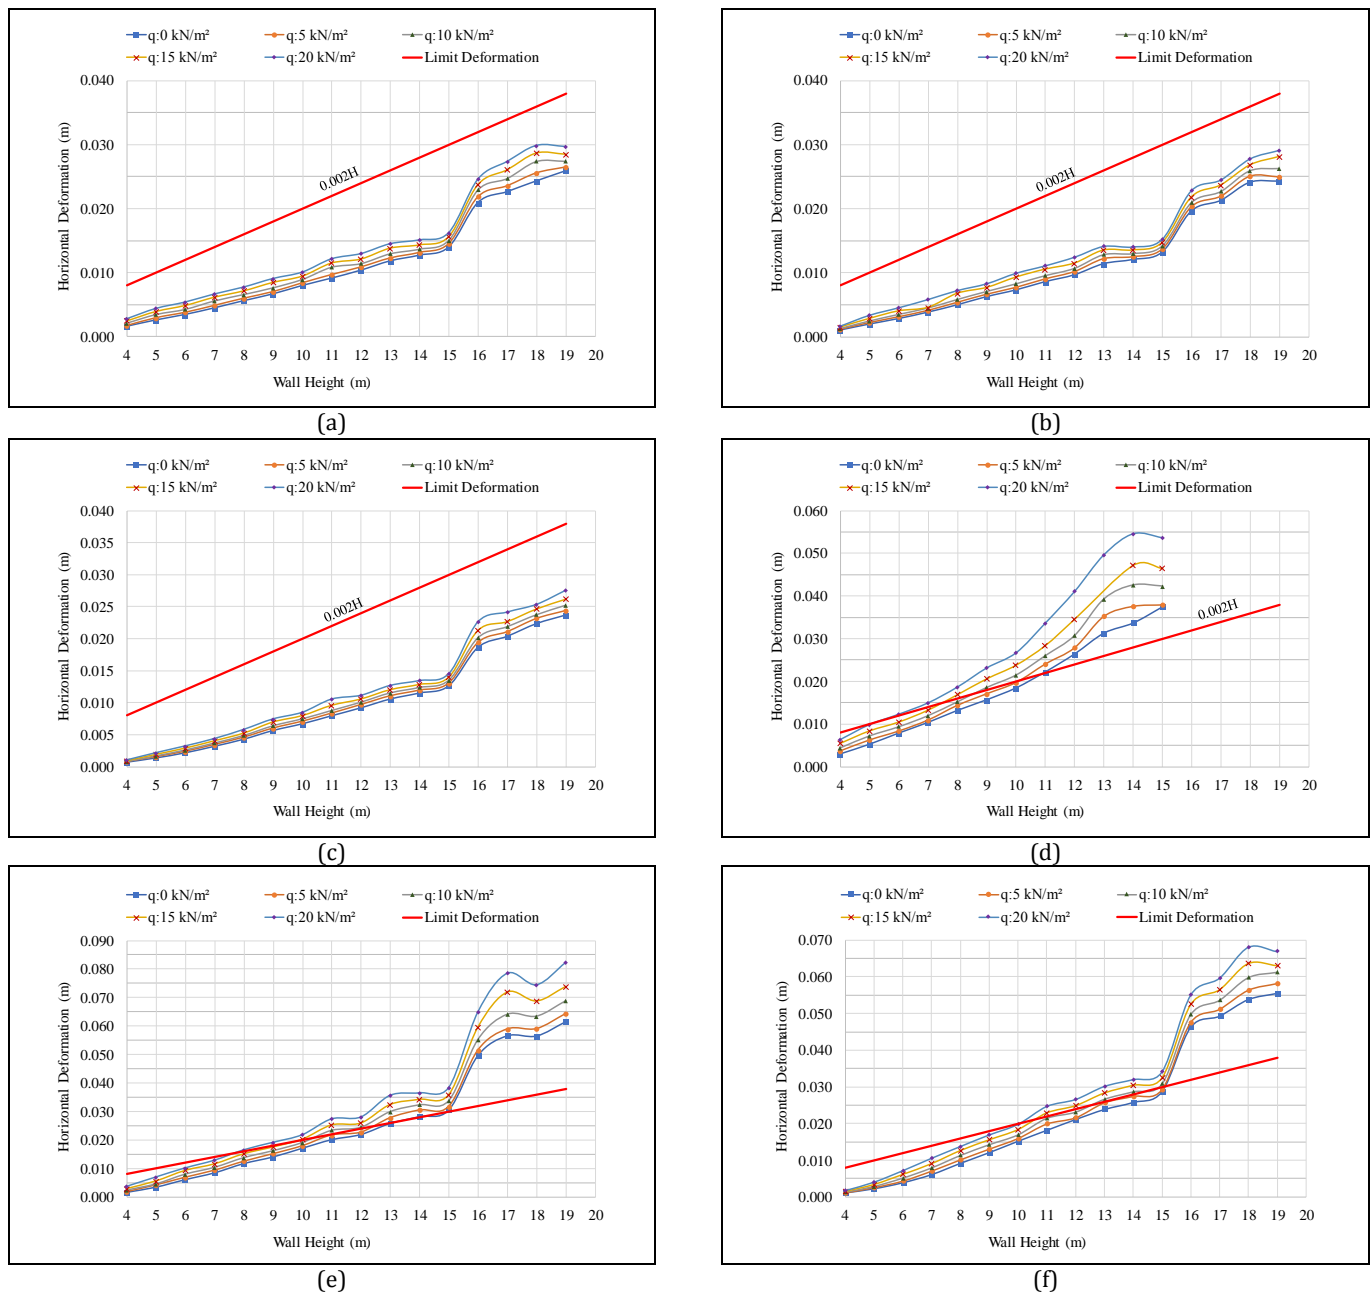 q:0 kN/m² q:5 kN/m² q:10 kN/m²
q:15 kN/m² q:20 kN/m² Limit Deformation
0.040
0.030
0.020
0.010
0.000
Horizontal Deformation (m)
0.002H
4 5 6 7 8 9 10 11 12 13 14 15 16 17 18 19 20
Wall Height (m)
(a)
q:0 kN/m² q:5 kN/m² q:10 kN/m²
q:15 kN/m² q:20 kN/m² Limit Deformation
0.040
0.030
0.020
0.010
0.000
Horizontal Deformation (m)
0.002H
4 5 6 7 8 9 10 11 12 13 14 15 16 17 18 19 20
Wall Height (m)
(b)
q:0 kN/m² q:5 kN/m² q:10 kN/m²
q:15 kN/m² q:20 kN/m² Limit Deformation
0.040
0.035
0.030
0.025
0.020
0.015
0.010
0.005
0.000
Horizontal Deformation (m)
0.002H
4 5 6 7 8 9 10 11 12 13 14 15 16 17 18 19 20
Wall Height (m)
(c)
q:0 kN/m² q:5 kN/m² q:10 kN/m²
q:15 kN/m² q:20 kN/m² Limit Deformation
0.060
0.050
0.040
0.030
0.020
0.010
0.000
Horizontal Deformation (m)
0.002H
4 5 6 7 8 9 10 11 12 13 14 15 16 17 18 19 20
Wall Height (m)
(d)
q:0 kN/m² q:5 kN/m² q:10 kN/m²
q:15 kN/m² q:20 kN/m² Limit Deformation
0.090
0.080
0.070
0.060
0.050
0.040
0.030
0.020
0.010
0.000
Horizontal Deformation (m)
4 5 6 7 8 9 10 11 12 13 14 15 16 17 18 19 20
Wall Height (m)
(e)
q:0 kN/m² q:5 kN/m² q:10 kN/m²
q:15 kN/m² q:20 kN/m² Limit Deformation
0.070
0.060
0.050
0.040
0.030
0.020
0.010
0.000
Horizontal Deformation (m)
4 5 6 7 8 9 10 11 12 13 14 15 16 17 18 19 20
Wall Height (m)
(f)